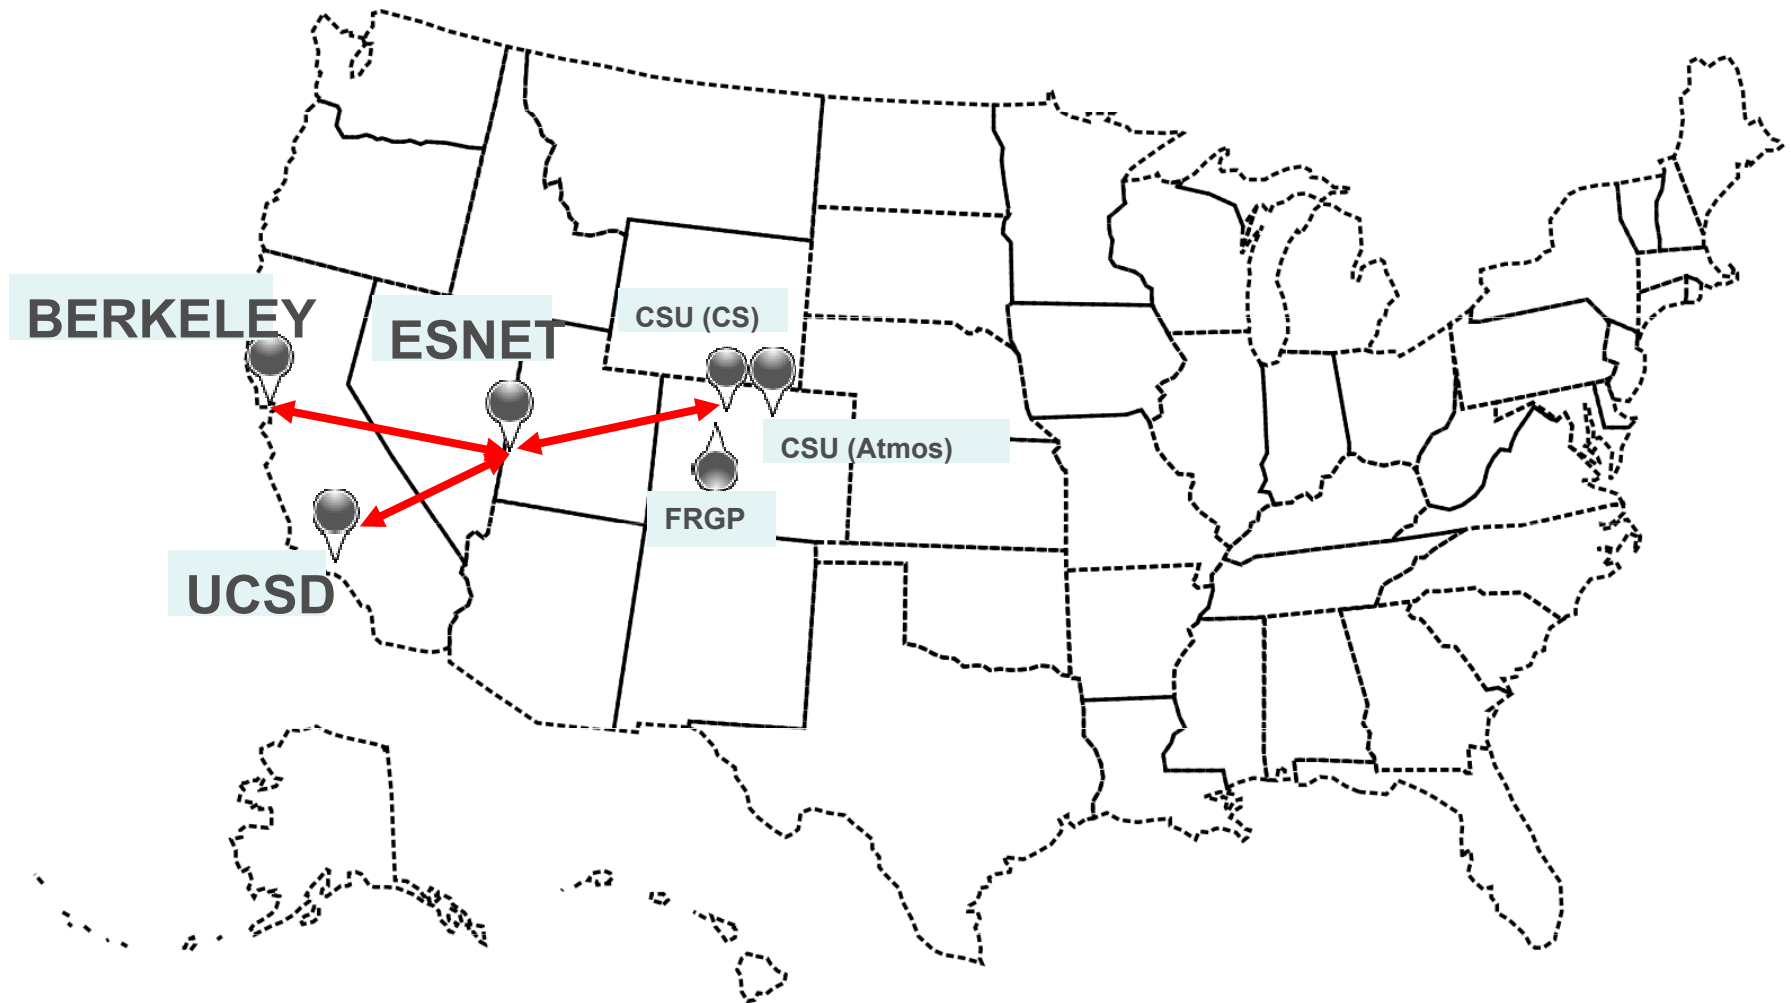 BERKELEY
ESNET
CSU (CS)
CSU (Atmos)
FRGP
UCSD